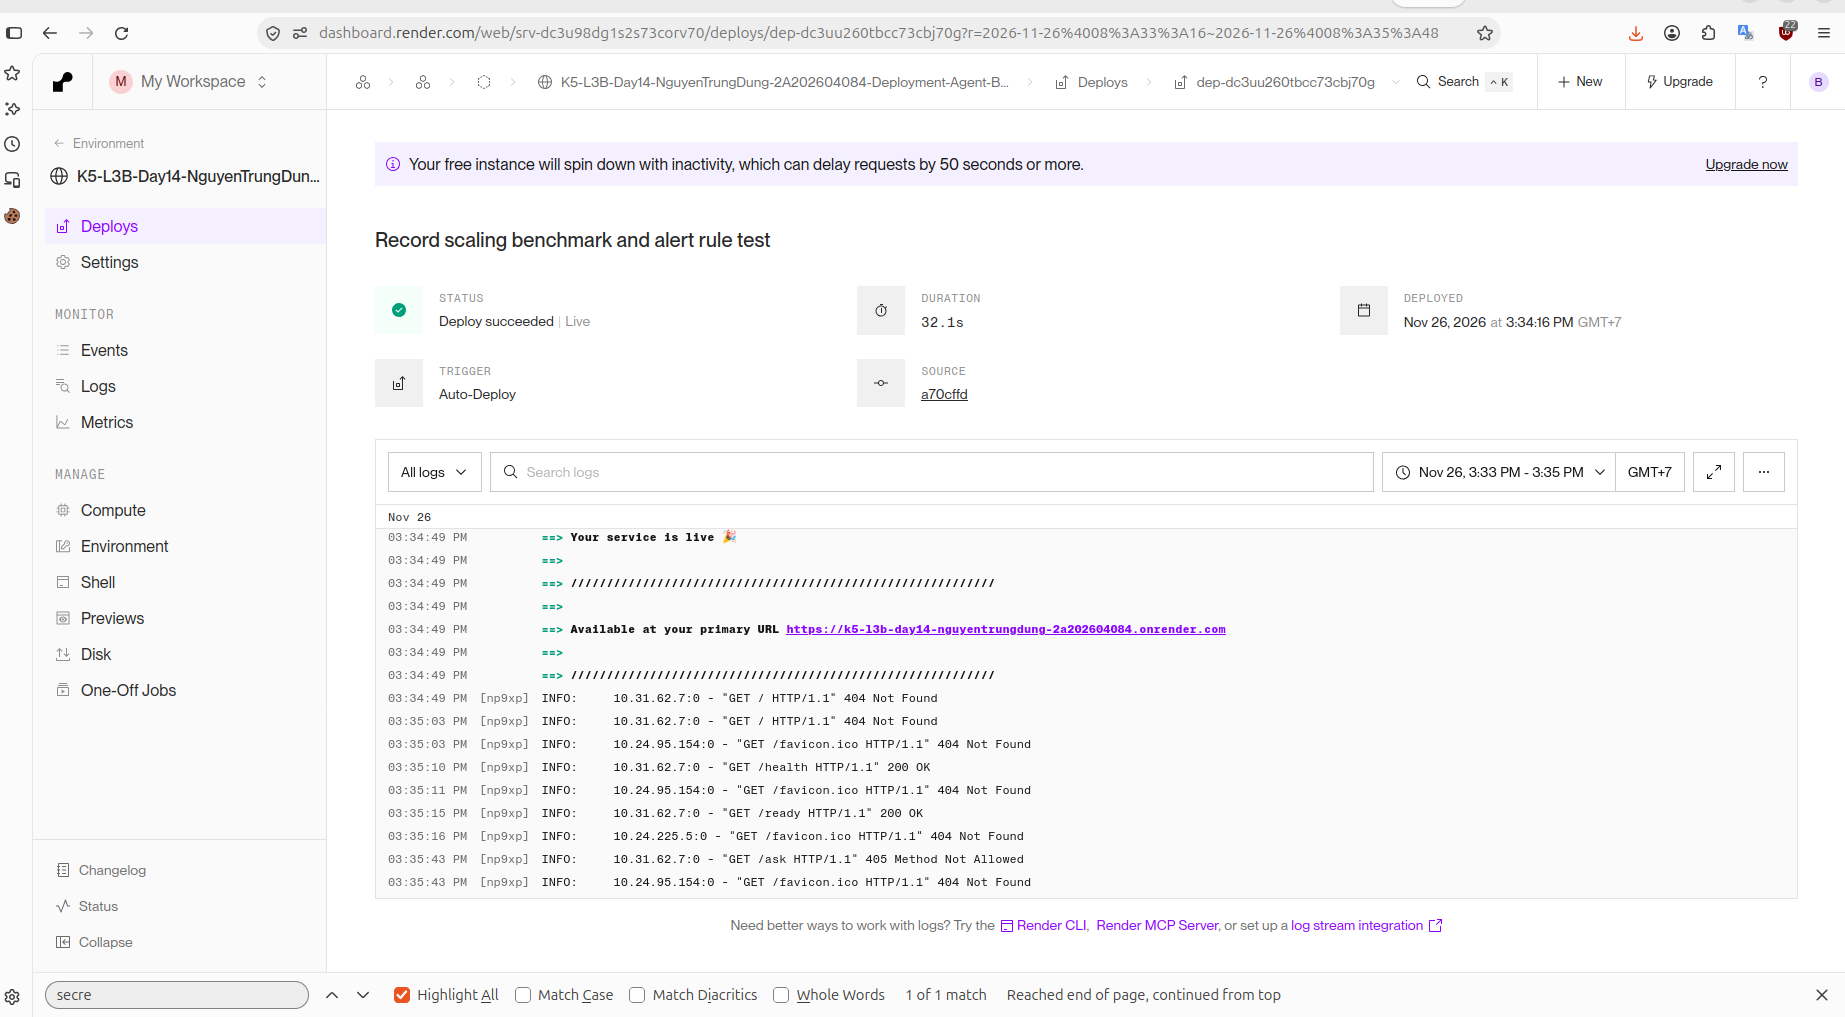 dashboard.render.com/web/srv-dc3u98dg1s2s73corv70/deploys/dep-dc3uu260tbcc73cbj70g?r=2026-11-26%4008%3A33%3A16~2026-11-26%4008%3A35%3A48
22
M My Workspace
K5-L3B-Day14-NguyenTrungDung-2A202604084-Deployment-Agent-B... Deploys dep-dc3uu260tbcc73cbj70g
Search ^ K
+ New
Upgrade
?
B
← Environment
K5-L3B-Day14-NguyenTrungDun...
Deploys
Settings
MONITOR
Events
Logs
Metrics
MANAGE
Compute
Environment
Shell
Previews
Disk
One-Off Jobs
Changelog
Status
Collapse
Your free instance will spin down with inactivity, which can delay requests by 50 seconds or more.
Upgrade now
Record scaling benchmark and alert rule test
STATUS
Deploy succeeded | Live
DURATION
32.1s
DEPLOYED
Nov 26, 2026 at 3:34:16 PM GMT+7
TRIGGER
Auto-Deploy
SOURCE
a70cffd
All logs
Search logs
Nov 26, 3:33 PM - 3:35 PM
GMT+7
...
Nov 26
03:34:49 PM ==> Your service is live 🎉
03:34:49 PM ==>
03:34:49 PM ==> ///////////////////////////////////////////////////////////
03:34:49 PM ==>
03:34:49 PM ==> Available at your primary URL https://k5-l3b-day14-nguyentrungdung-2a202604084.onrender.com
03:34:49 PM ==>
03:34:49 PM ==> ///////////////////////////////////////////////////////////
03:34:49 PM [np9xp] INFO: 10.31.62.7:0 - "GET / HTTP/1.1" 404 Not Found
03:35:03 PM [np9xp] INFO: 10.31.62.7:0 - "GET / HTTP/1.1" 404 Not Found
03:35:03 PM [np9xp] INFO: 10.24.95.154:0 - "GET /favicon.ico HTTP/1.1" 404 Not Found
03:35:10 PM [np9xp] INFO: 10.31.62.7:0 - "GET /health HTTP/1.1" 200 OK
03:35:11 PM [np9xp] INFO: 10.24.95.154:0 - "GET /favicon.ico HTTP/1.1" 404 Not Found
03:35:15 PM [np9xp] INFO: 10.31.62.7:0 - "GET /ready HTTP/1.1" 200 OK
03:35:16 PM [np9xp] INFO: 10.24.225.5:0 - "GET /favicon.ico HTTP/1.1" 404 Not Found
03:35:43 PM [np9xp] INFO: 10.31.62.7:0 - "GET /ask HTTP/1.1" 405 Method Not Allowed
03:35:43 PM [np9xp] INFO: 10.24.95.154:0 - "GET /favicon.ico HTTP/1.1" 404 Not Found
Need better ways to work with logs? Try the Render CLI, Render MCP Server, or set up a log stream integration
secre
Highlight All
Match Case
Match Diacritics
Whole Words
1 of 1 match
Reached end of page, continued from top